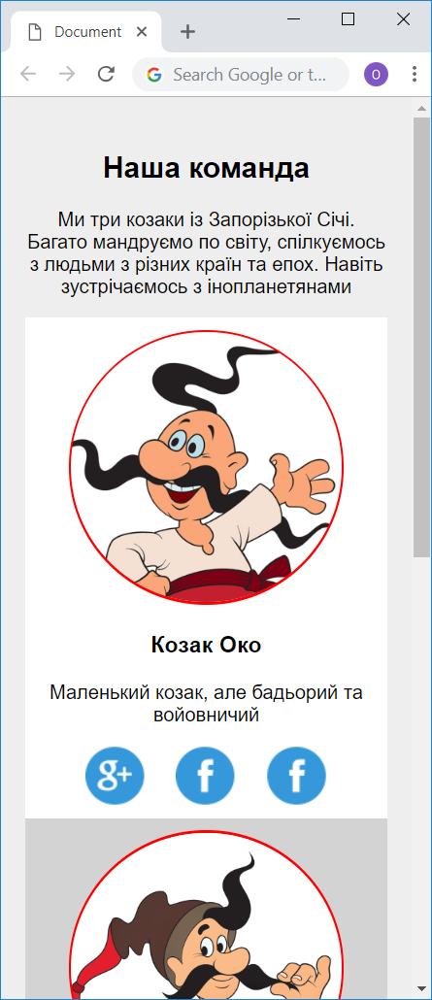 Document
Search Google or t...
O
Наша команда
Ми три козаки із Запорізької Січі.
Багато мандруємо по світу, спілкуємось
з людьми з різних країн та епох. Навіть
зустрічаємось з інопланетянами
Козак Око
Маленький козак, але бадьорий та
войовничий
g+ f f